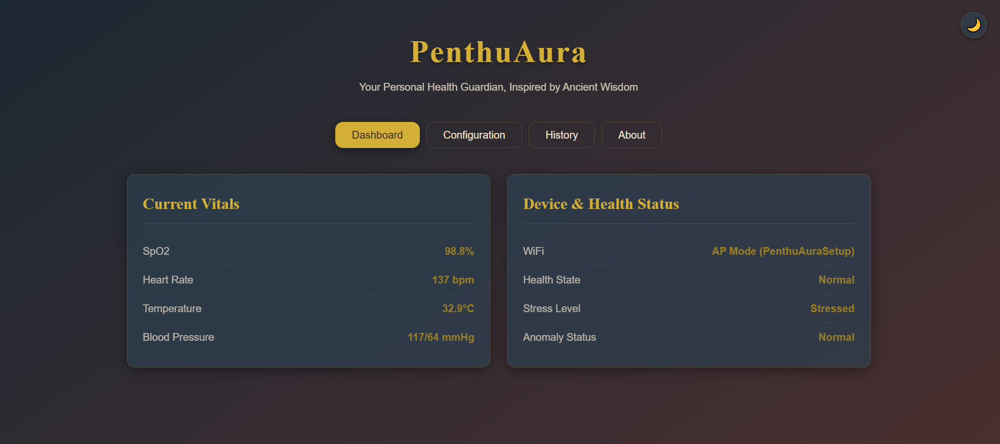 PenthuAura
Your Personal Health Guardian, Inspired by Ancient Wisdom
Dashboard Configuration History About
Current Vitals
SpO2 98.8%
Heart Rate 137 bpm
Temperature 32.9°C
Blood Pressure 117/64 mmHg
Device & Health Status
WiFi AP Mode (PenthuAuraSetup)
Health State Normal
Stress Level Stressed
Anomaly Status Normal